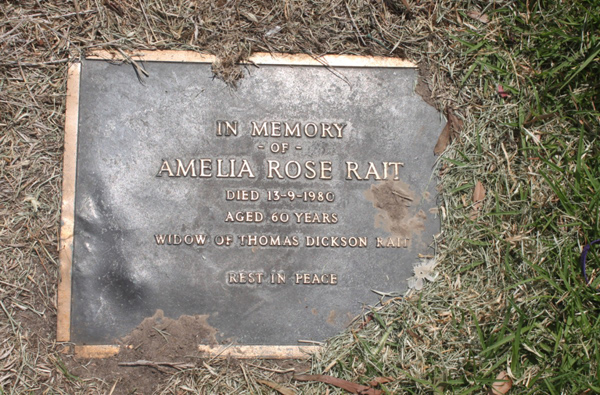 IN MEMORY
- OF -
AMELIA ROSE RAIT
DIED 13-9-1980
AGED 60 YEARS
WIDOW OF THOMAS DICKSON RAIT
REST IN PEACE